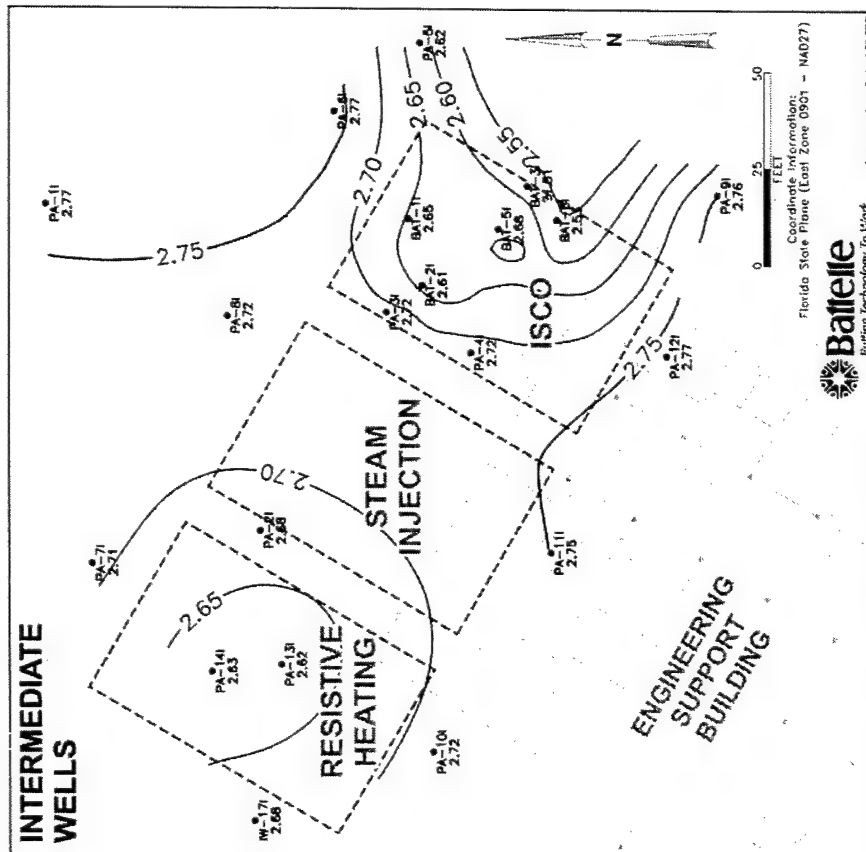 INTERMEDIATE
WELLS
PA-1I
2.77
PA-6I
2.77
PA-5I
2.62
2.65
2.60
2.55
2.70
2.75
PA-8I
2.72
PA-7I
2.71
2.70
PA-2I
2.68
2.65
PA-14I
2.63
PA-13I
2.62
IW-17I
2.68
RESISTIVE
HEATING
PA-10I
2.72
STEAM
INJECTION
PA-3I
2.72
PA-4I
2.72
BAT-1I
2.65
BAT-2I
2.61
BAT-5I
2.68
ISCO
PA-11I
2.75
2.75
PA-12I
2.77
PA-9I
2.76
ENGINEERING
SUPPORT
BUILDING
N
0 25 50
FEET
Coordinate Information:
Florida State Plane (East Zone 0901 - NAD27)
Battelle
Putting Technology To Work